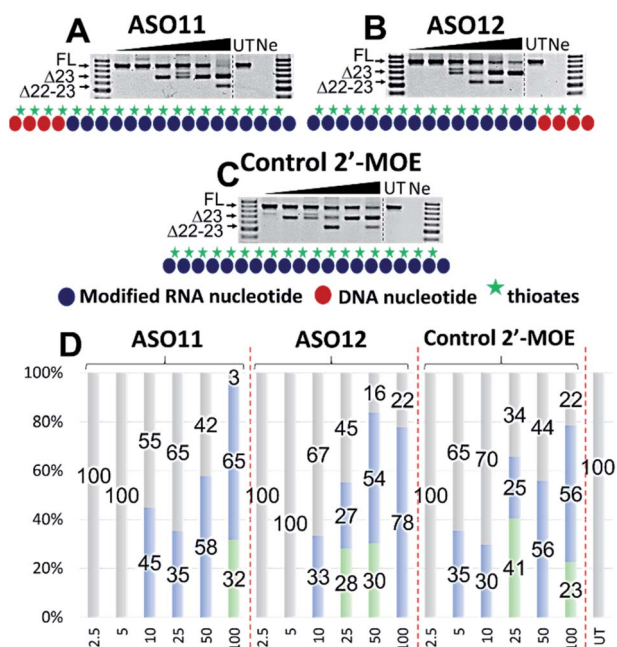 A
ASO11
UT Ne
FL
Δ23
Δ22–23
B
ASO12
UT Ne
FL
Δ23
Δ22–23
Control 2’-MOE
C
UT Ne
FL
Δ23
Δ22–23
Modified RNA nucleotide DNA nucleotide thioates
D
ASO11 ASO12 Control 2’-MOE
100%
80%
60%
40%
20%
0%
100 100 55 45 65 35 42 58 3 65 32
100 100 67 33 45 27 28 16 54 30 22 78
100 65 35 70 30 34 25 41 44 56 22 56 23
100
2.5 5 10 25 50 100 2.5 5 10 25 50 100 2.5 5 10 25 50 100 UT